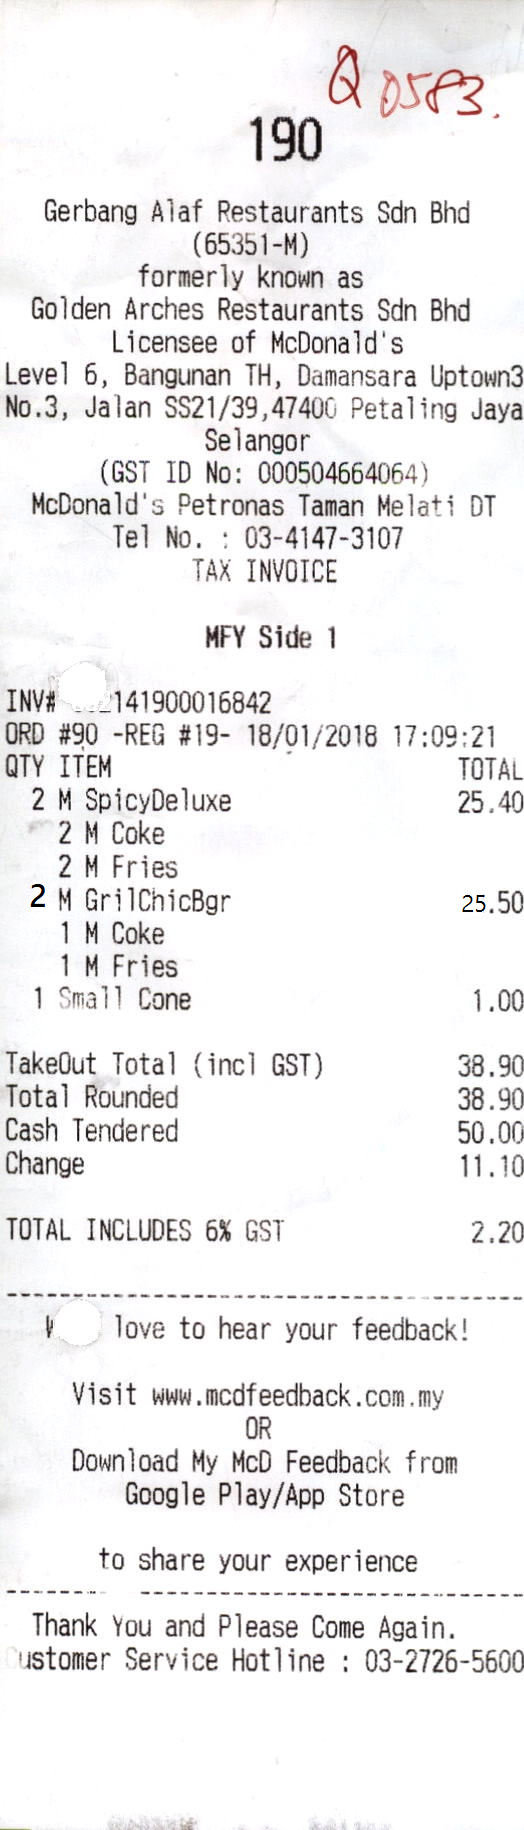 Q 0583.
190
Gerbang Alaf Restaurants Sdn Bhd
(65351-M)
formerly known as
Golden Arches Restaurants Sdn Bhd
Licensee of McDonald's
Level 6, Bangunan TH, Damansara Uptown3
No.3, Jalan SS21/39,47400 Petaling Jaya
Selangor
(GST ID No: 000504664064)
McDonald's Petronas Taman Melati DT
Tel No. : 03-4147-3107
TAX INVOICE
MFY Side 1
INV# 141900016842
ORD #90 -REG #19- 18/01/2018 17:09:21
QTY ITEM TOTAL
2 M SpicyDeluxe 25.40
2 M Coke
2 M Fries
2 M GrilChicBgr 25.50
1 M Coke
1 M Fries
1 Small Cone 1.00
TakeOut Total (incl GST) 38.90
Total Rounded 38.90
Cash Tendered 50.00
Change 11.10
TOTAL INCLUDES 6% GST 2.20
love to hear your feedback!
Visit www.mcdfeedback.com.my
OR
Download My McD Feedback from
Google Play/App Store
to share your experience
Thank You and Please Come Again.
Customer Service Hotline : 03-2726-5600